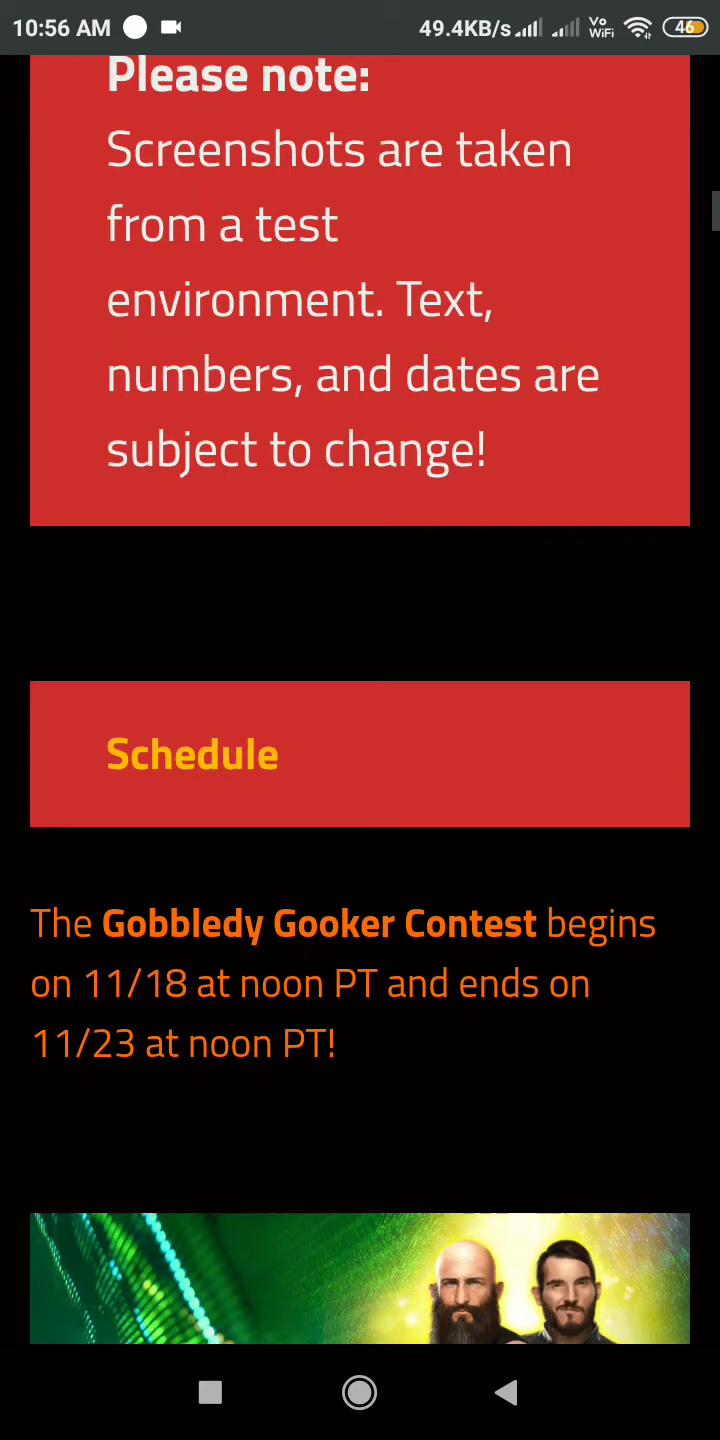 10:56 AM 49.4KB/s Vo WiFi 46
Please note:
Screenshots are taken
from a test
environment. Text,
numbers, and dates are
subject to change!
Schedule
The Gobbledy Gooker Contest begins
on 11/18 at noon PT and ends on
11/23 at noon PT!